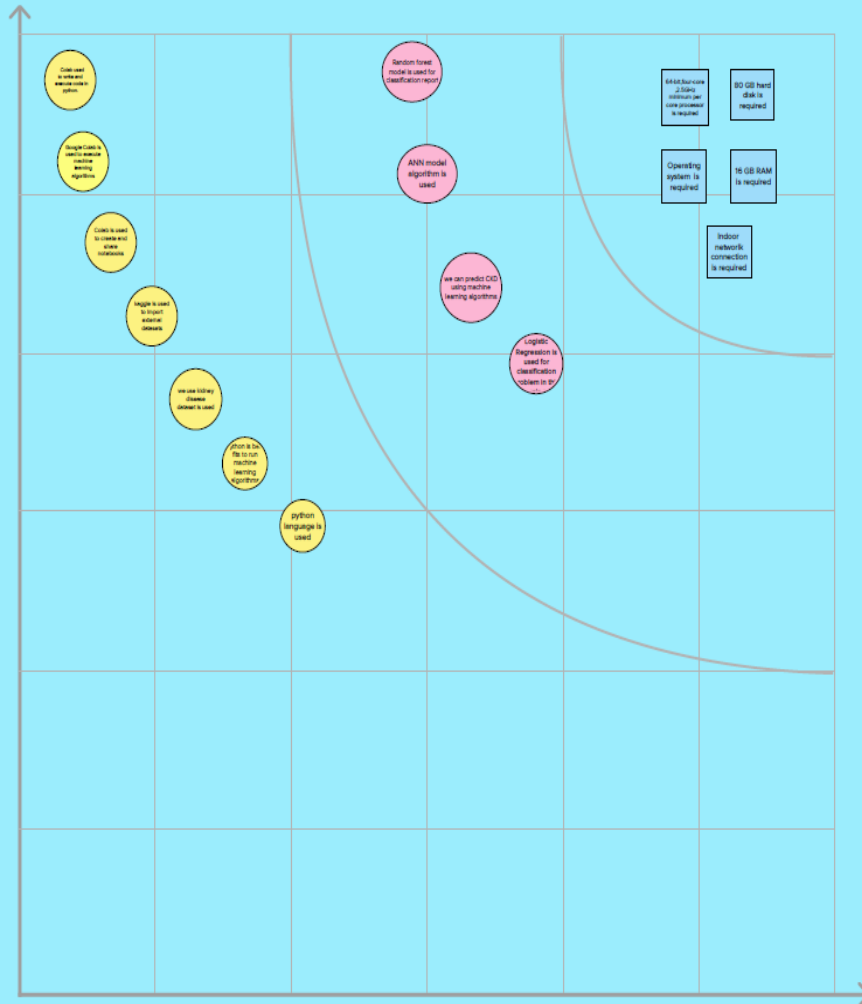 Colab used
to write and
execute code in
python
Google Colab is
used to execute
machine
learning
algorithms
Colab is used
to create and
share
notebooks
kaggle is used
to import
external
datasets
we use kidney
disease
dataset is used
thon is be
fits to run
machine
learning
algorithms
python
language is
used
Random forest
model is used for
classification report
ANN model
algorithm is
used
we can predict CKD
using machine
learning algorithms
Logistic
Regression is
used for
classification
roblem in th
64-bit,four-core
,2.5GHz
minimum per
core processor
is required
80 GB hard
disk is
required
Operating
system is
required
16 GB RAM
is required
Indoor
network
connection
is required